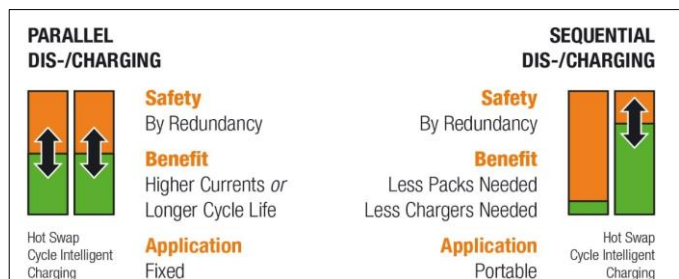 PARALLEL
DIS-/CHARGING
Safety
By Redundancy
Benefit
Higher Currents or
Longer Cycle Life
Application
Fixed
Hot Swap
Cycle Intelligent
Charging
SEQUENTIAL
DIS-/CHARGING
Safety
By Redundancy
Benefit
Less Packs Needed
Less Chargers Needed
Application
Portable
Hot Swap
Cycle Intelligent
Charging